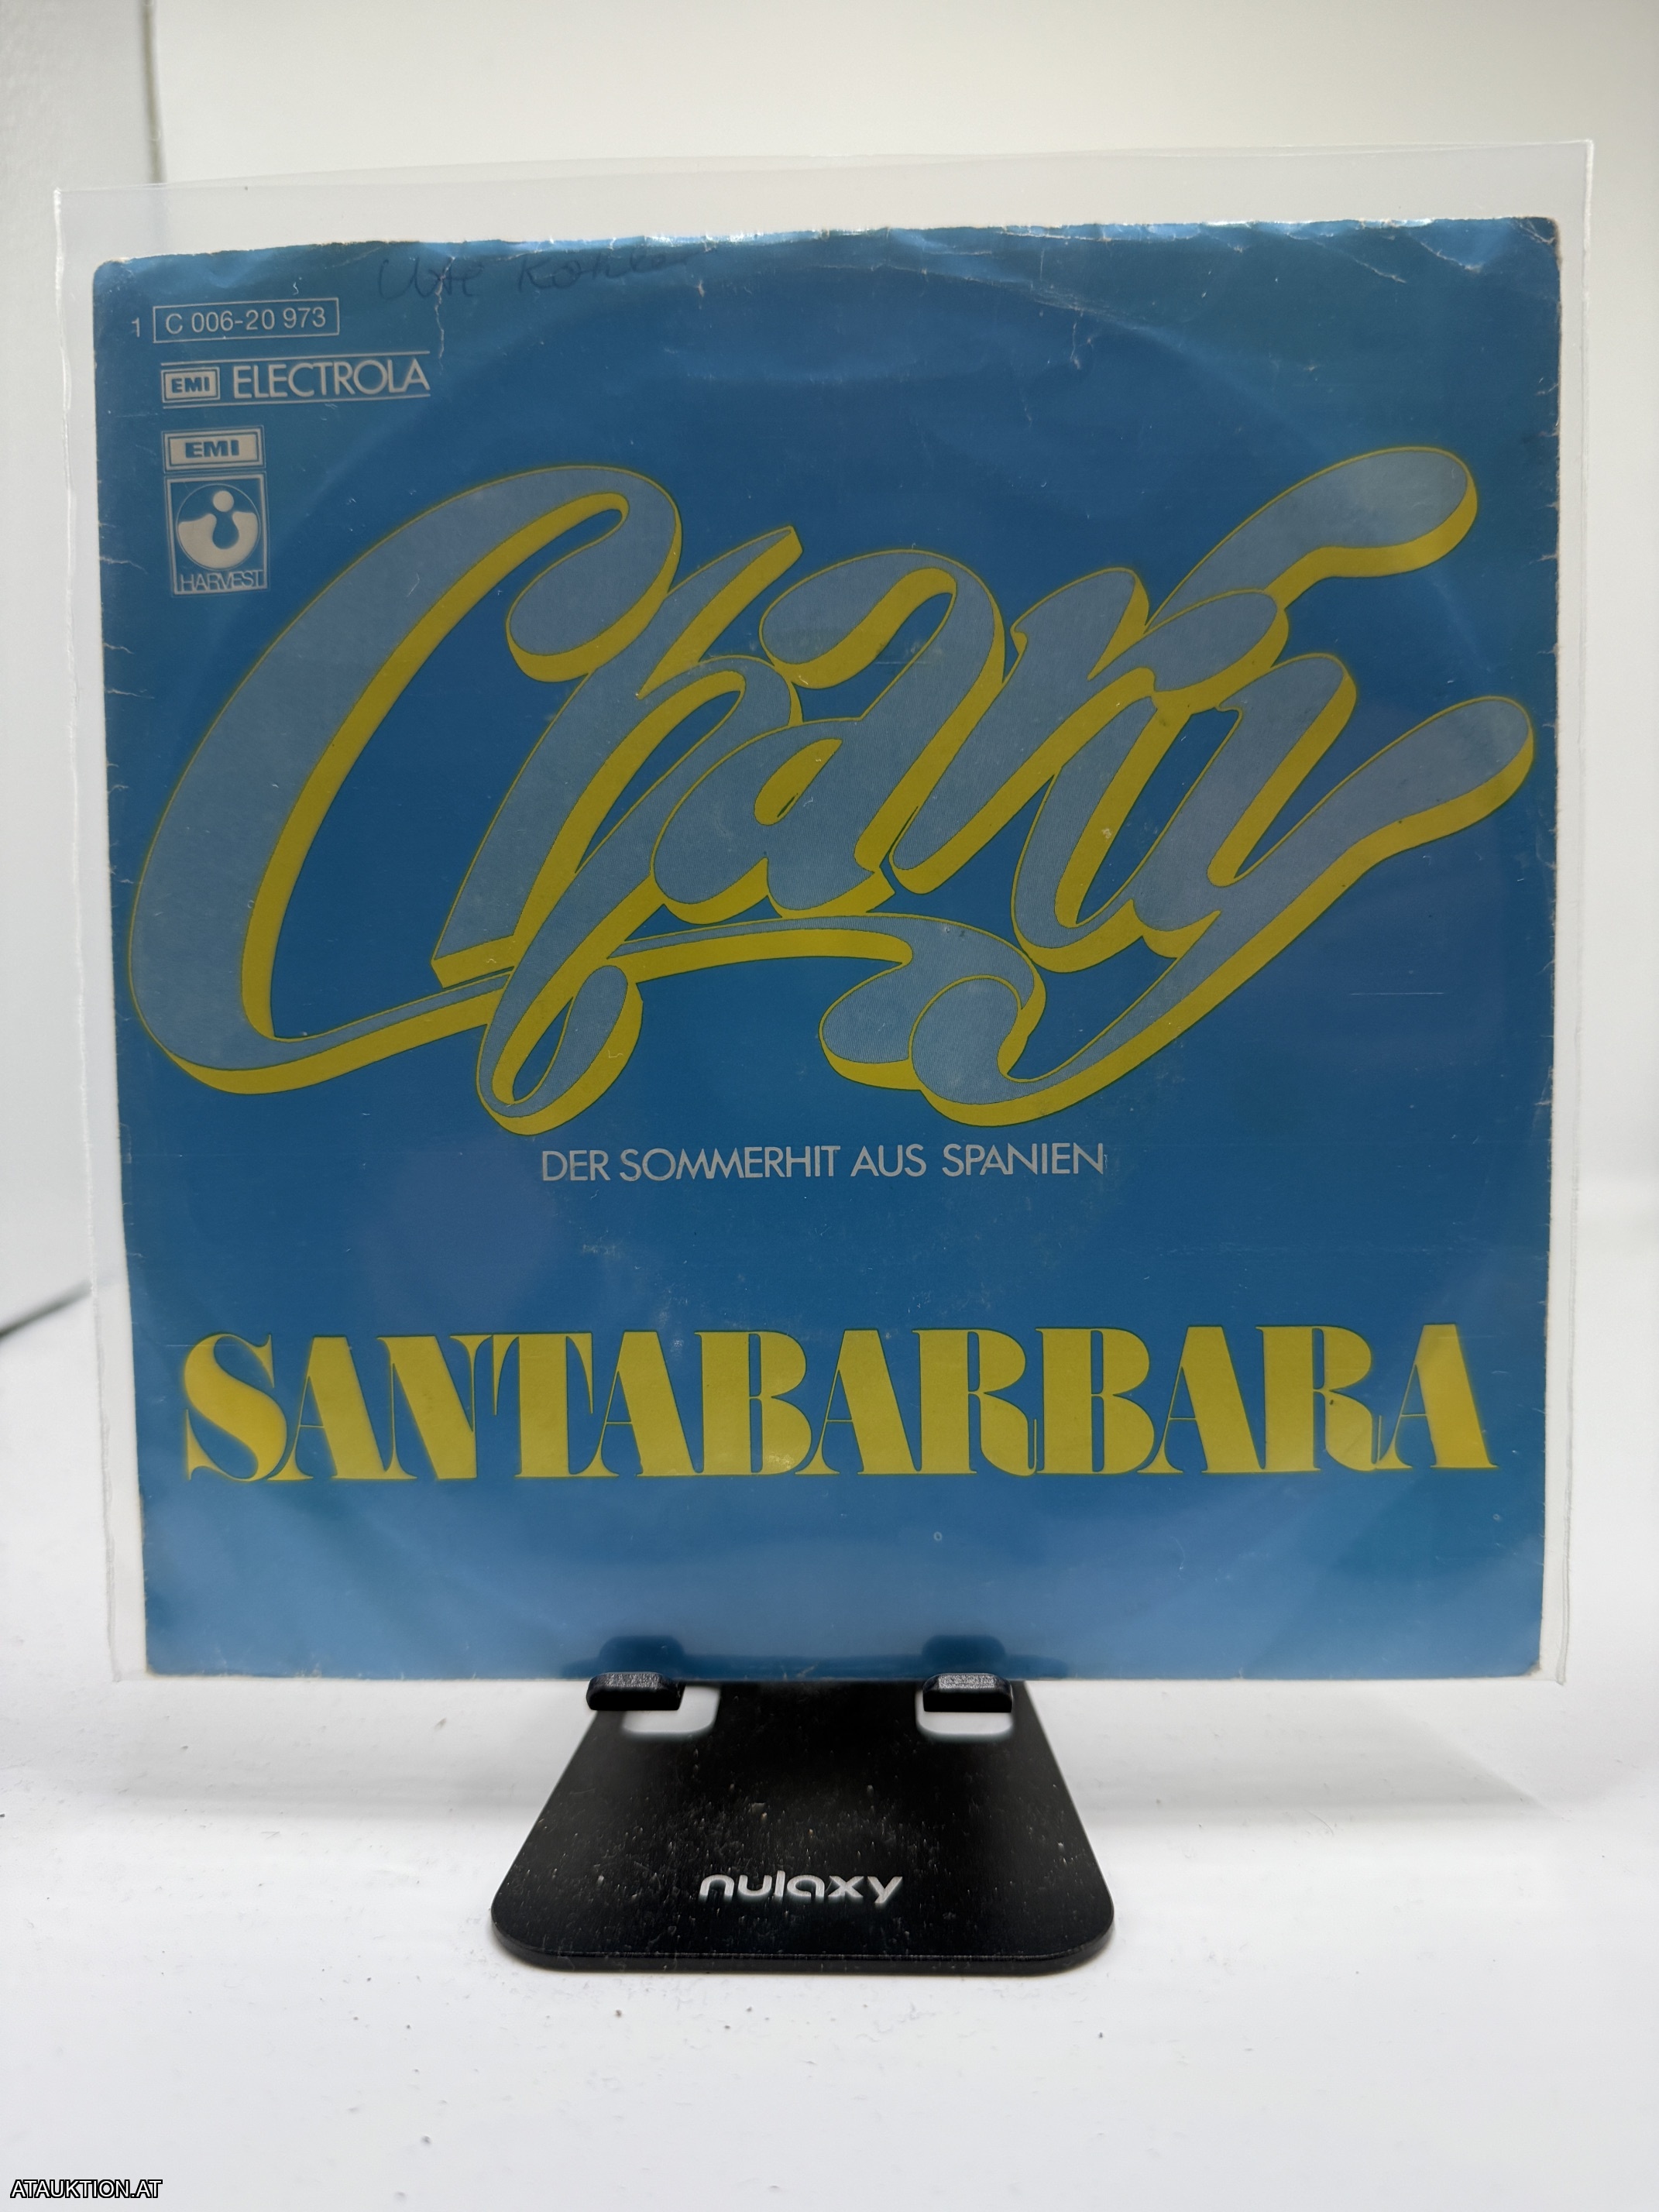 1 C 006-20 973
EMI ELECTROLA
EMI
HARVEST
Charly
DER SOMMERHIT AUS SPANIEN
SANTABARBARA
nulaxy
ATAUKTION.AT